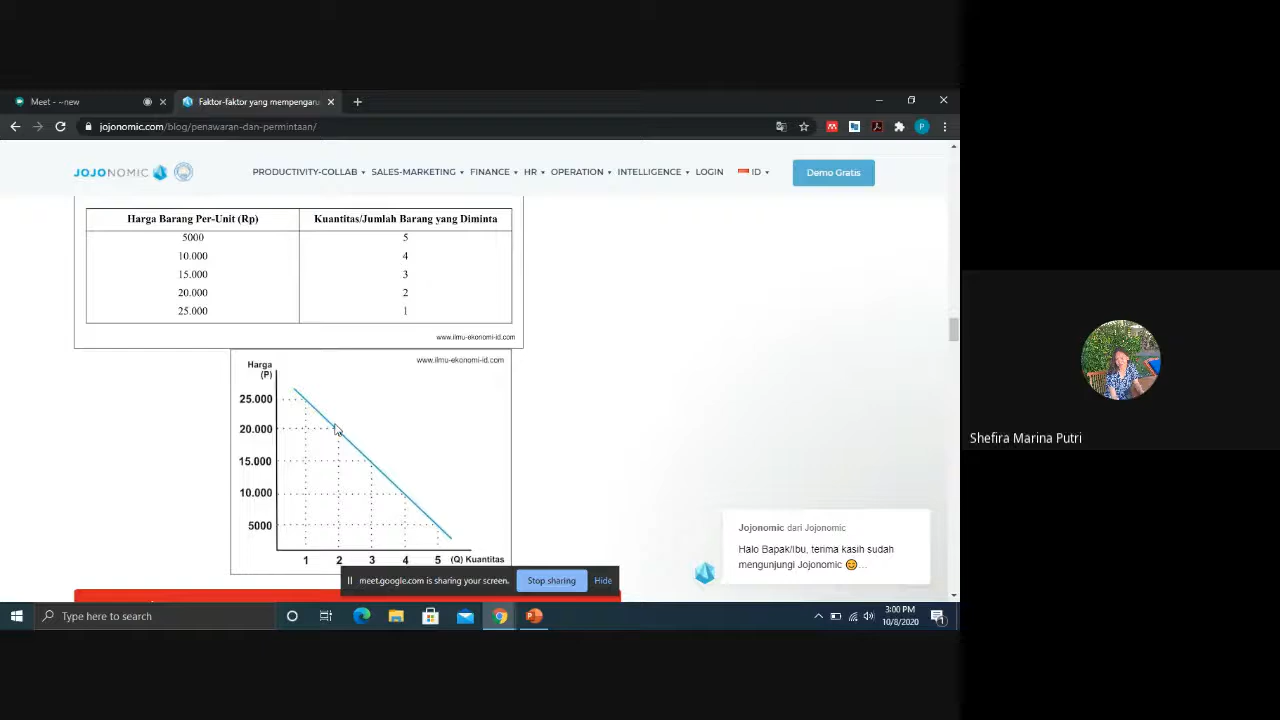 Meet - ~new
Faktor-faktor yang mempengaru
jojonomic.com/blog/penawaran-dan-permintaan/
P
JOJONOMIC
PRODUCTIVITY-COLLAB SALES-MARKETING FINANCE HR OPERATION INTELLIGENCE LOGIN ID
Demo Gratis
Harga Barang Per-Unit (Rp) Kuantitas/Jumlah Barang yang Diminta
5000 5
10.000 4
15.000 3
20.000 2
25.000 1
www.ilmu-ekonomi-id.com
www.ilmu-ekonomi-id.com
Harga
(P)
25.000
20.000
15.000
10.000
5000
1 2 3 4 5 (Q) Kuantitas
Shefira Marina Putri
Jojonomic dari Jojonomic
Halo Bapak/Ibu, terima kasih sudah
mengunjungi Jojonomic 😊...
meet.google.com is sharing your screen. Stop sharing Hide
Type here to search
3:00 PM
10/8/2020
1